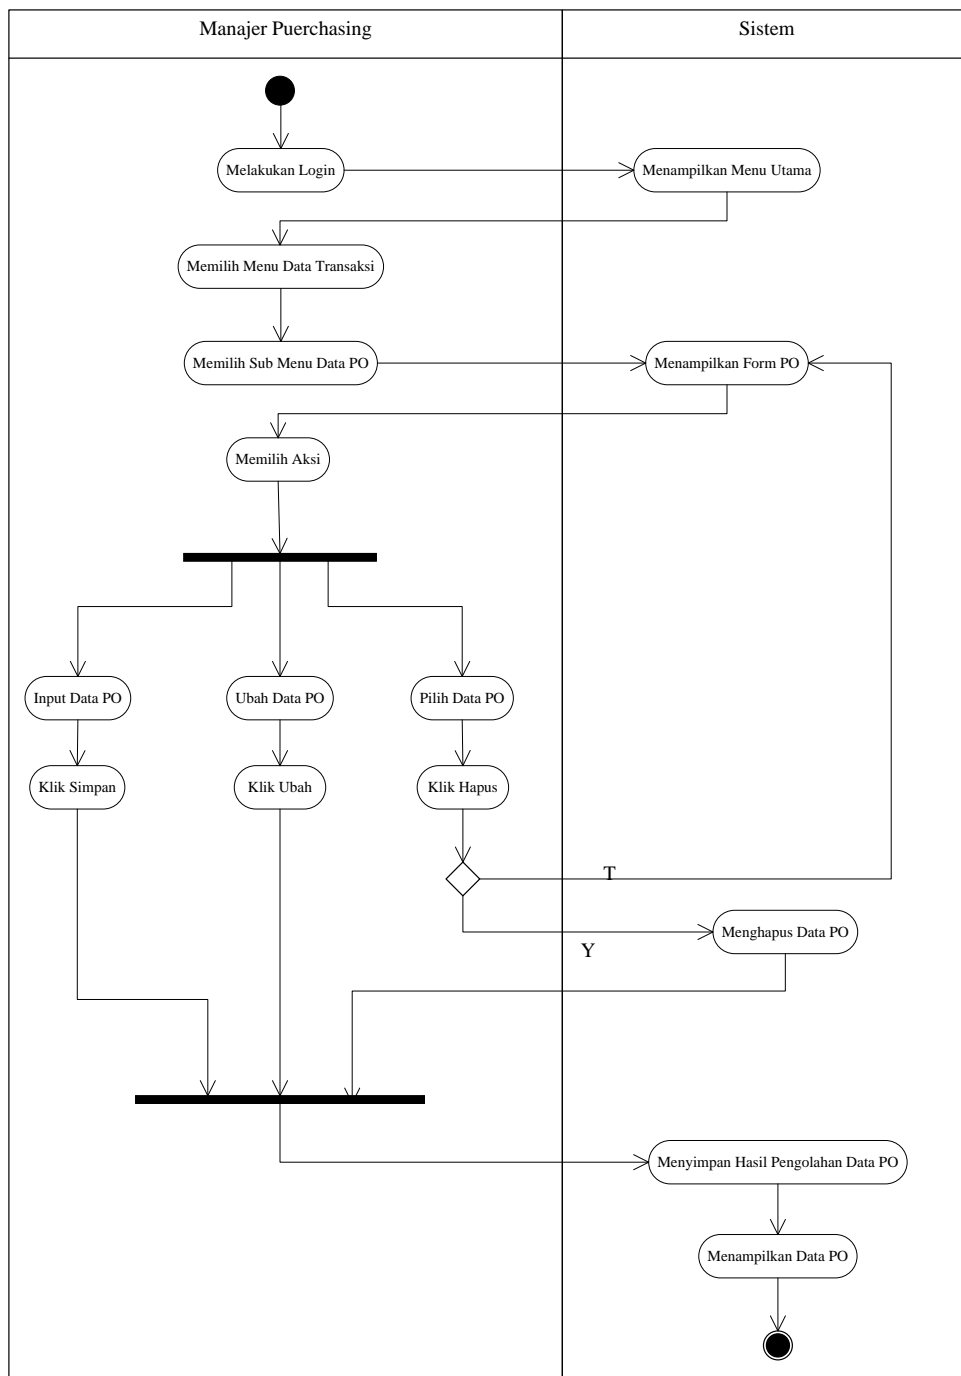 Manajer Puerchasing
Sistem
Melakukan Login
Menampilkan Menu Utama
Memilih Menu Data Transaksi
Memilih Sub Menu Data PO
Menampilkan Form PO
Memilih Aksi
Input Data PO
Ubah Data PO
Pilih Data PO
Klik Simpan
Klik Ubah
Klik Hapus
T
Menghapus Data PO
Y
Menyimpan Hasil Pengolahan Data PO
Menampilkan Data PO